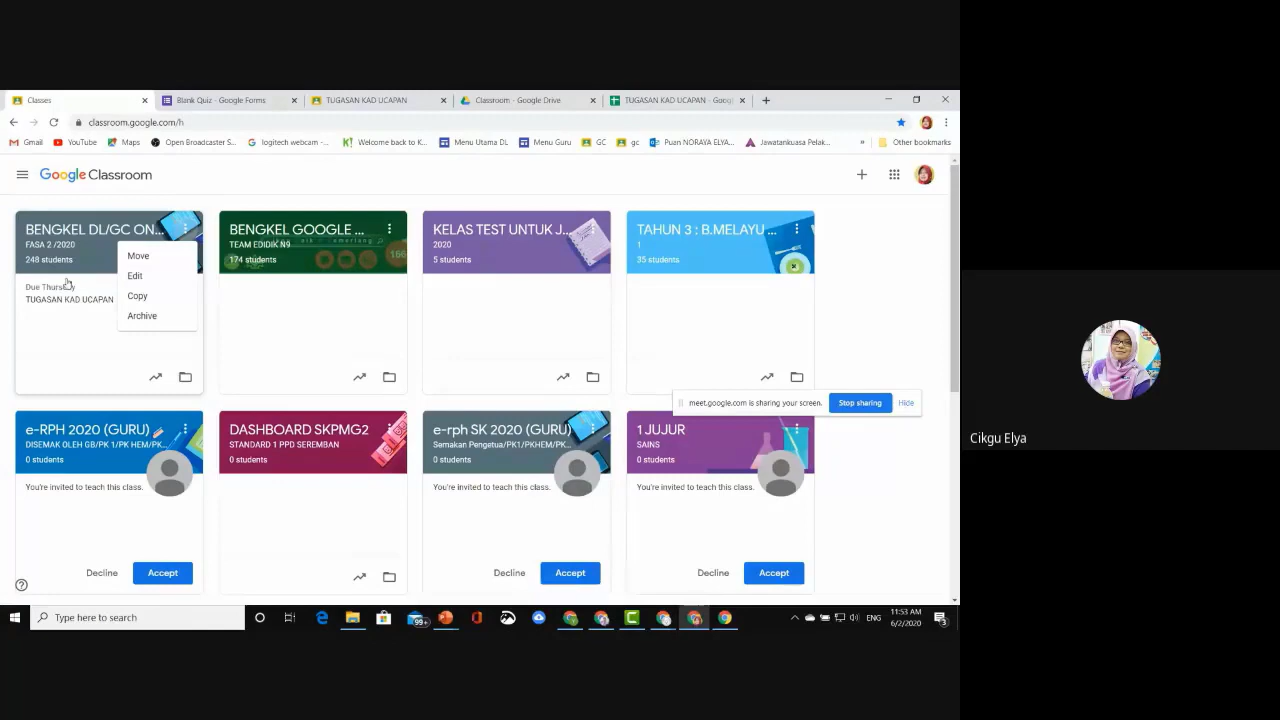 Classes
Blank Quiz - Google Forms
TUGASAN KAD UCAPAN
Classroom - Google Drive
TUGASAN KAD UCAPAN - Goog
classroom.google.com/h
Gmail
YouTube
Maps
Open Broadcaster S...
logitech webcam -...
Welcome back to K...
Menu Utama DL
Menu Guru
GC
gc
Puan NORAYA ELYA...
Jawatankuasa Pelak...
»
Other bookmarks
Google Classroom
BENGKEL DL/GC ON...
FASA 2 /2020
248 students
Due Thursday
TUGASAN KAD UCAPAN
Move
Edit
Copy
Archive
BENGKEL GOOGLE ...
TEAM EDIDIK N9
174 students
KELAS TEST UNTUK J...
2020
5 students
TAHUN 3 : B.MELAYU ...
1
35 students
meet.google.com is sharing your screen.
Stop sharing
Hide
e-RPH 2020 (GURU)
DISEMAK OLEH GB/PK 1/PK HEM/PK...
0 students
You're invited to teach this class.
Decline
Accept
DASHBOARD SKPMG2
STANDARD 1 PPD SEREMBAN
0 students
e-rph SK 2020 (GURU)
Semakan Pengetua/PK1/PKHEM/PK...
0 students
You're invited to teach this class.
Decline
Accept
1 JUJUR
SAINS
0 students
You're invited to teach this class.
Decline
Accept
Cikgu Elya
Type here to search
99+
ENG
11:53 AM
6/2/2020
3